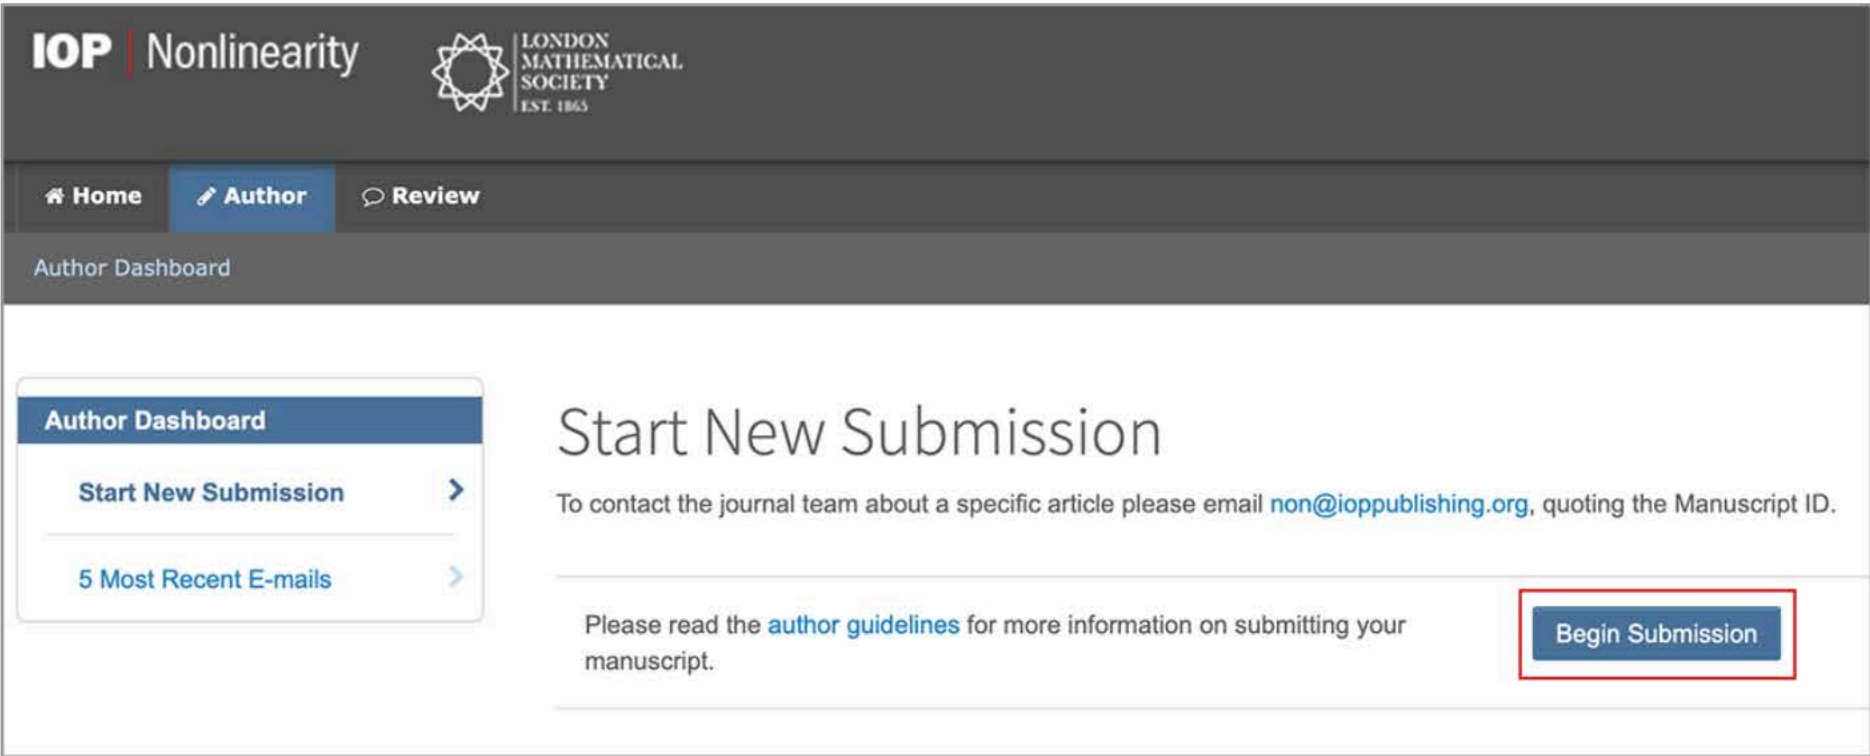 IOP | Nonlinearity
LONDON
MATHEMATICAL
SOCIETY
EST. 1865
Home Author Review
Author Dashboard
Author Dashboard
Start New Submission
5 Most Recent E-mails
Start New Submission
To contact the journal team about a specific article please email non@ioppublishing.org, quoting the Manuscript ID.
Please read the author guidelines for more information on submitting your
manuscript.
Begin Submission